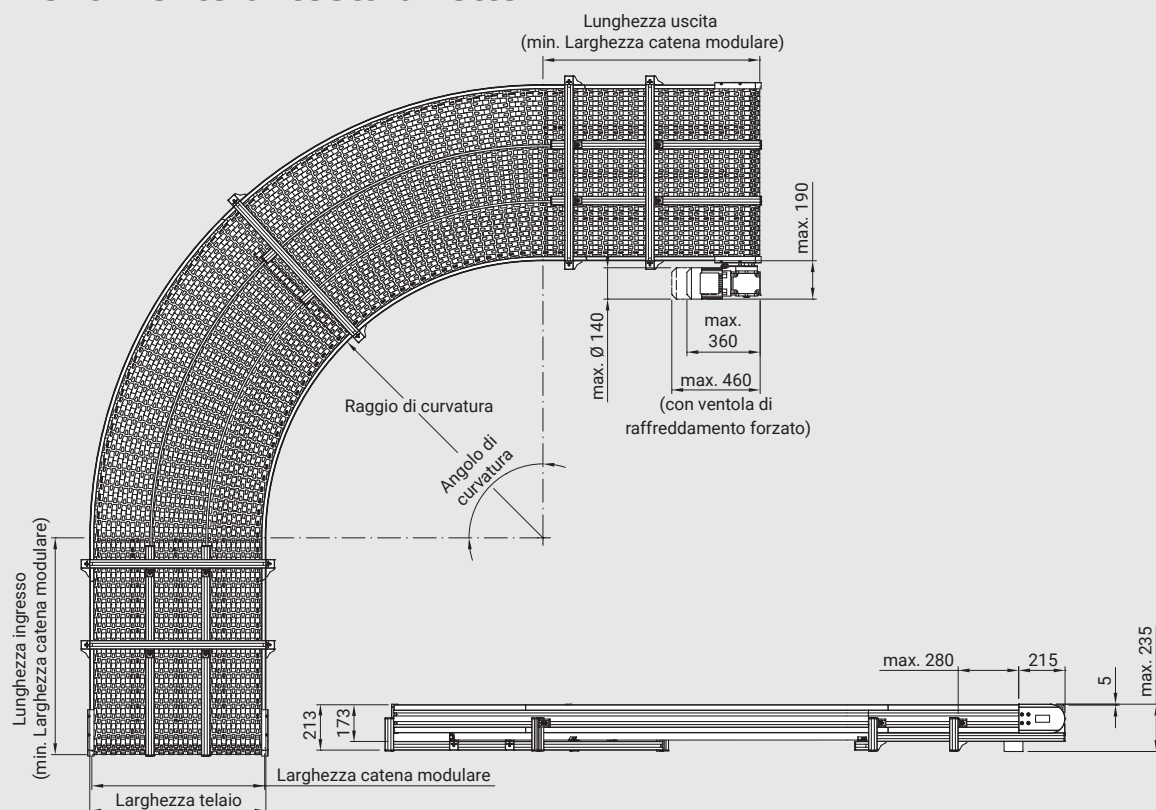 Lunghezza uscita
(min. Larghezza catena modulare)
max. 190
max. Ø 140
max.
360
max. 460
(con ventola di
raffreddamento forzato)
Raggio di curvatura
Angolo di
curvatura
Lunghezza ingresso
(min. Larghezza catena modulare)
max. 280
215
5
max. 235
213
173
Larghezza catena modulare
Larghezza telaio